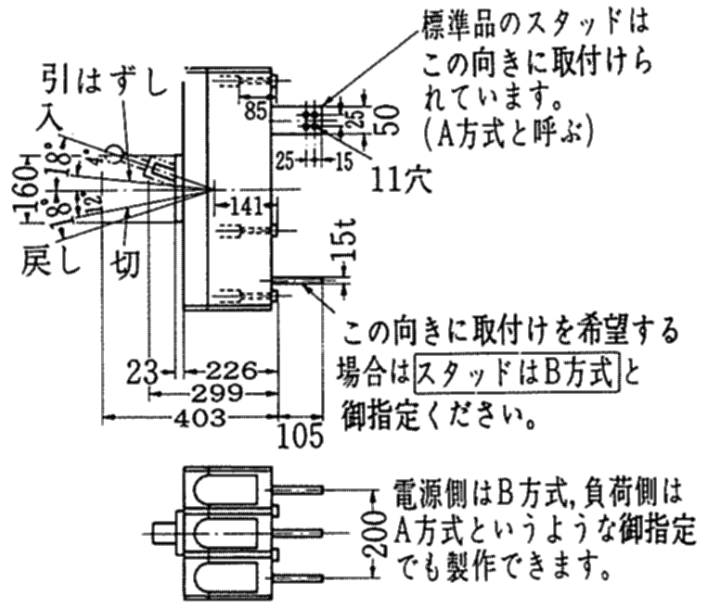 標準品のスタッドは
この向きに取付けら
れています。
(A方式と呼ぶ)
引はずし
入
85
25
50
25
15
11穴
18°
4°
160
18°
12°
141
15t
戻し
切
この向きに取付けを希望する
場合はスタッドはB方式と
御指定ください。
23
226
299
403
105
電源側はB方式,負荷側は
A方式というような御指定
でも製作できます。
200